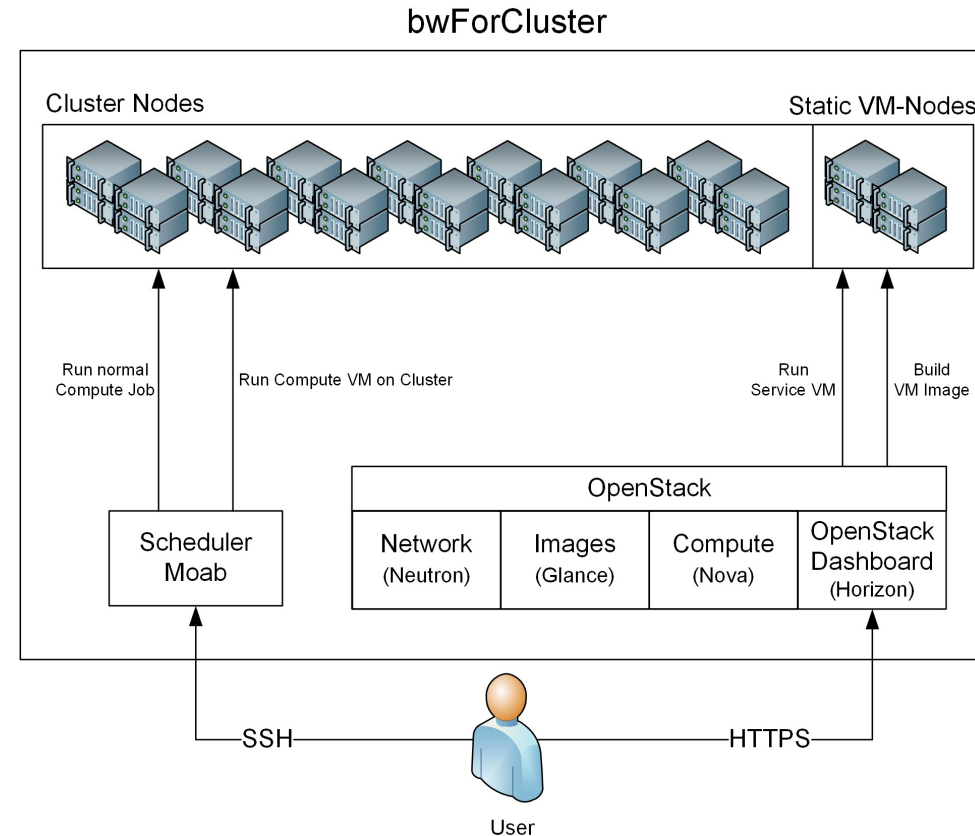 bwForCluster
Cluster Nodes
Static VM-Nodes
Run normal
Compute Job
Run Compute VM on Cluster
Run
Service VM
Build
VM Image
OpenStack
Scheduler
Moab
Network
(Neutron)
Images
(Glance)
Compute
(Nova)
OpenStack
Dashboard
(Horizon)
SSH
HTTPS
User